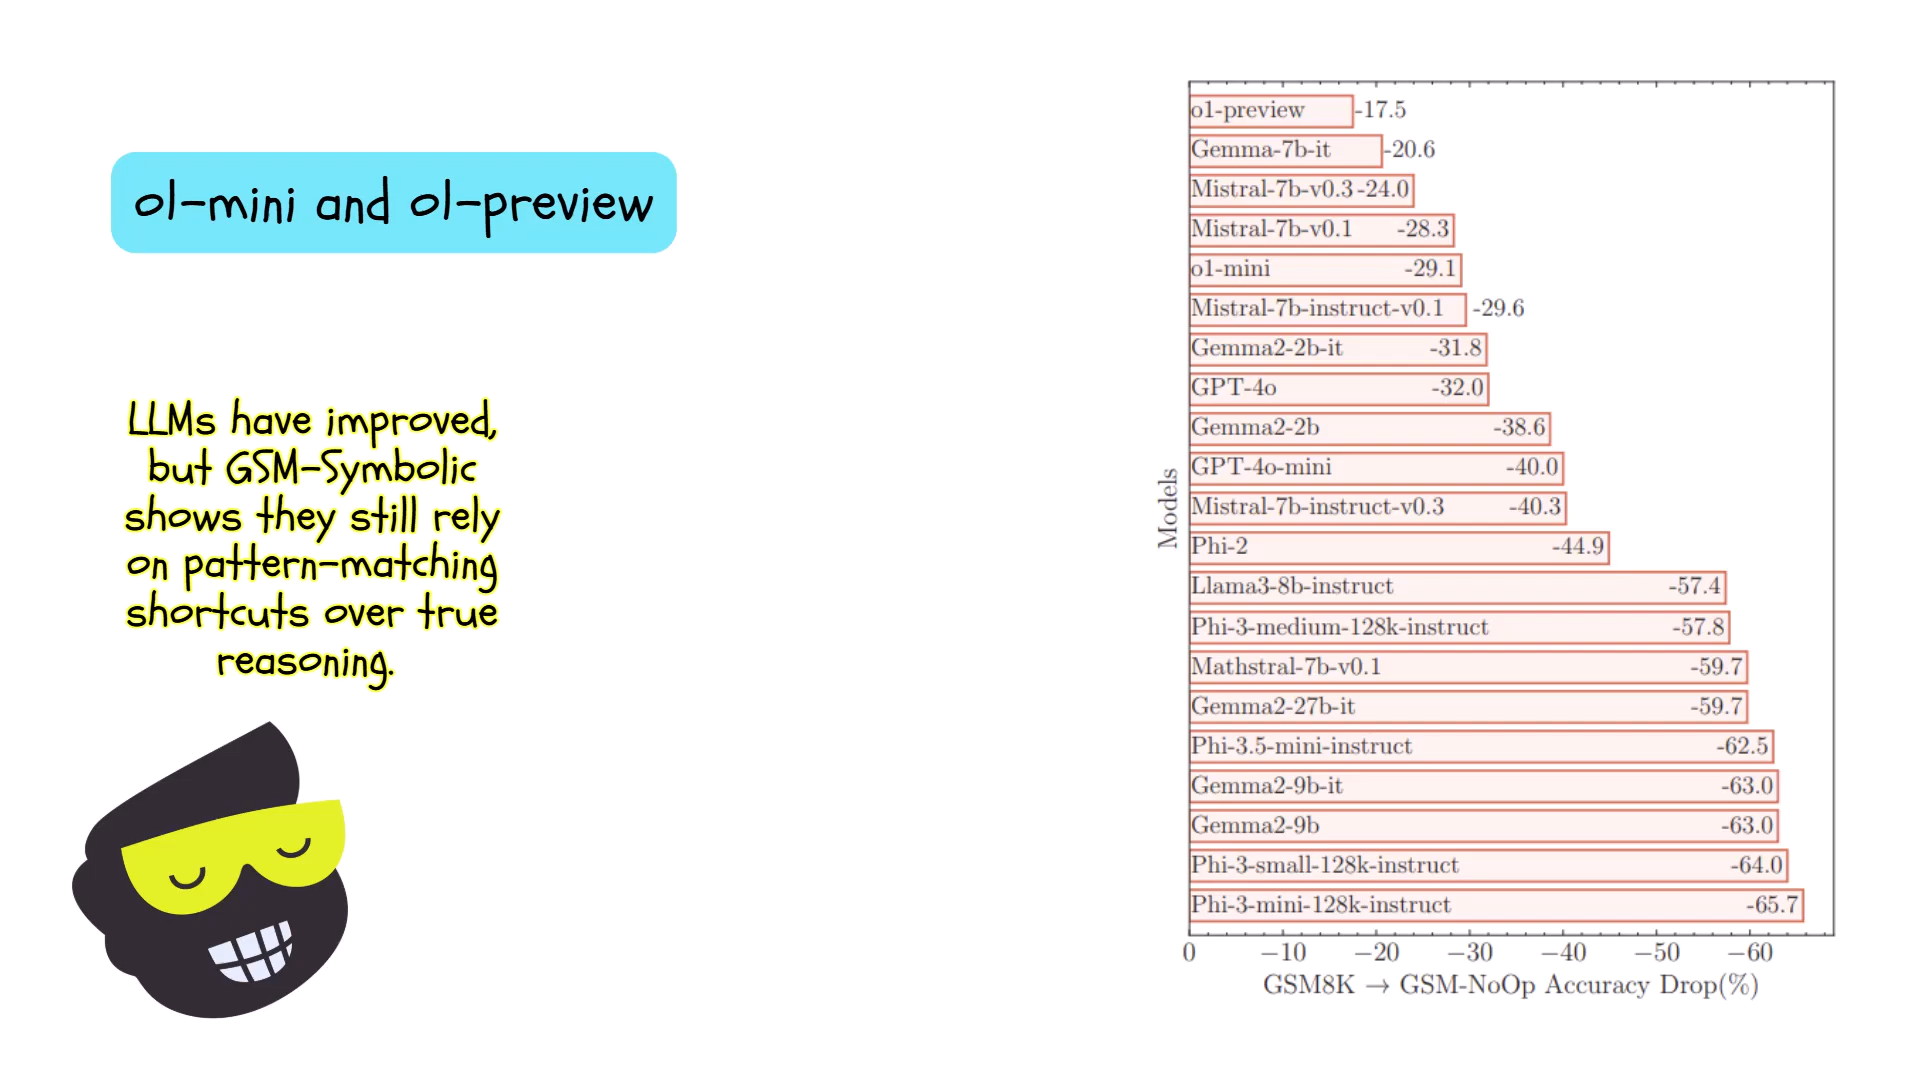 o1-mini and o1-preview
LLMs have improved,
but GSM-Symbolic
shows they still rely
on pattern-matching
shortcuts over true
reasoning.
Models
o1-preview -17.5
Gemma-7b-it -20.6
Mistral-7b-v0.3 -24.0
Mistral-7b-v0.1 -28.3
o1-mini -29.1
Mistral-7b-instruct-v0.1 -29.6
Gemma2-2b-it -31.8
GPT-4o -32.0
Gemma2-2b -38.6
GPT-4o-mini -40.0
Mistral-7b-instruct-v0.3 -40.3
Phi-2 -44.9
Llama3-8b-instruct -57.4
Phi-3-medium-128k-instruct -57.8
Mathstral-7b-v0.1 -59.7
Gemma2-27b-it -59.7
Phi-3.5-mini-instruct -62.5
Gemma2-9b-it -63.0
Gemma2-9b -63.0
Phi-3-small-128k-instruct -64.0
Phi-3-mini-128k-instruct -65.7
0 −10 −20 −30 −40 −50 −60
GSM8K → GSM-NoOp Accuracy Drop(%)